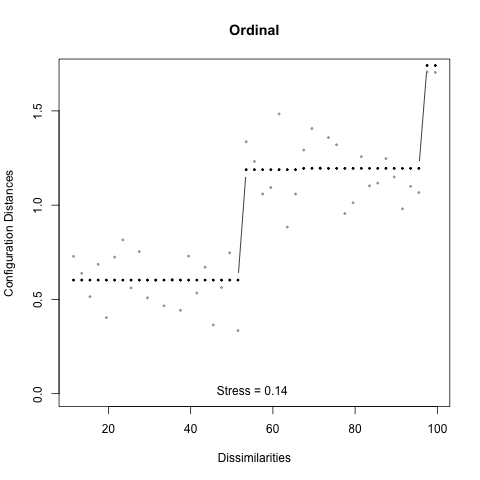 Ordinal
Configuration Distances
1.5
1.0
0.5
0.0
Stress = 0.14
20 40 60 80 100
Dissimilarities